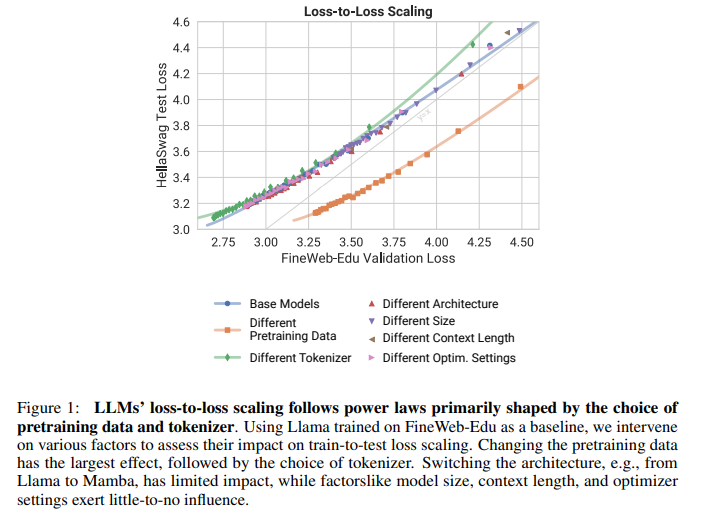 Loss-to-Loss Scaling
4.6
4.4
4.2
4.0
3.8
3.6
3.4
3.2
3.0
HellaSwag Test Loss
y=x
2.75 3.00 3.25 3.50 3.75 4.00 4.25 4.50
FineWeb-Edu Validation Loss
Base Models
Different
Pretraining Data
Different Tokenizer
Different Architecture
Different Size
Different Context Length
Different Optim. Settings
Figure 1: LLMs' loss-to-loss scaling follows power laws primarily shaped by the choice of
pretraining data and tokenizer. Using Llama trained on FineWeb-Edu as a baseline, we intervene
on various factors to assess their impact on train-to-test loss scaling. Changing the pretraining data
has the largest effect, followed by the choice of tokenizer. Switching the architecture, e.g., from
Llama to Mamba, has limited impact, while factorslike model size, context length, and optimizer
settings exert little-to-no influence.